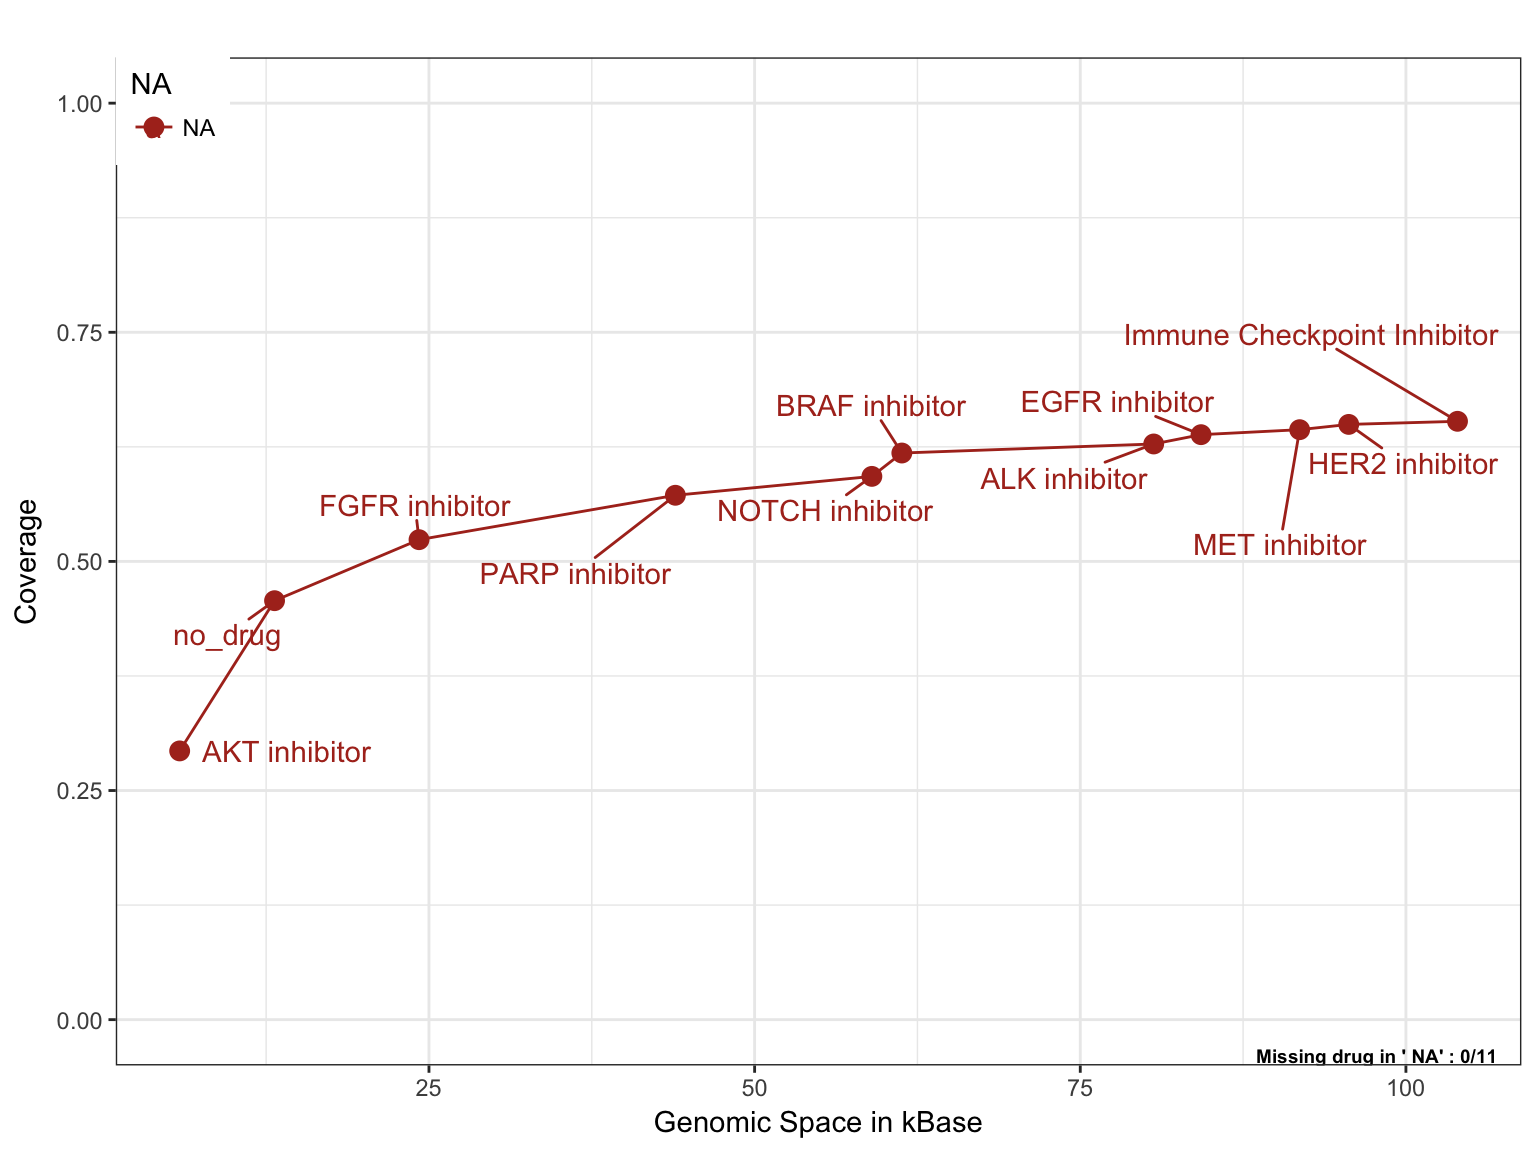 NA
NA
1.00
0.75
0.50
0.25
0.00
Coverage
Immune Checkpoint Inhibitor
BRAF inhibitor
EGFR inhibitor
HER2 inhibitor
ALK inhibitor
FGFR inhibitor
NOTCH inhibitor
MET inhibitor
PARP inhibitor
no_drug
AKT inhibitor
Missing drug in ' NA' : 0/11
25
50
75
100
Genomic Space in kBase